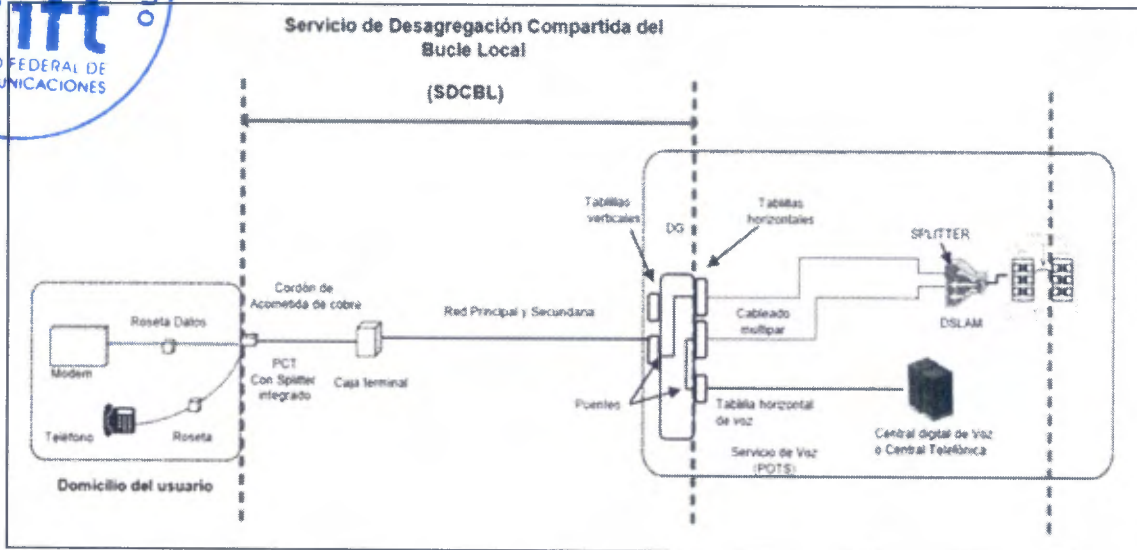 ift
FEDERAL DE
Servicio de Desagregación Compartida del
Bucle Local
(SDCBL)
Tablillas
verticales
DG
Tablillas
horizontales
SPLITTER
DSLAM
Cableado
multipar
Cordón de
Acometida de cobre
Red Principal y Secundaria
Roseta Datos
Modem
PCT
Con Splitter
integrado
Caja terminal
Puentes
Tablilla horizontal
de voz
Teléfono
Roseta
Central digital de Voz
o Central Telefónica
Servicio de Voz
(POTS)
Domicilio del usuario